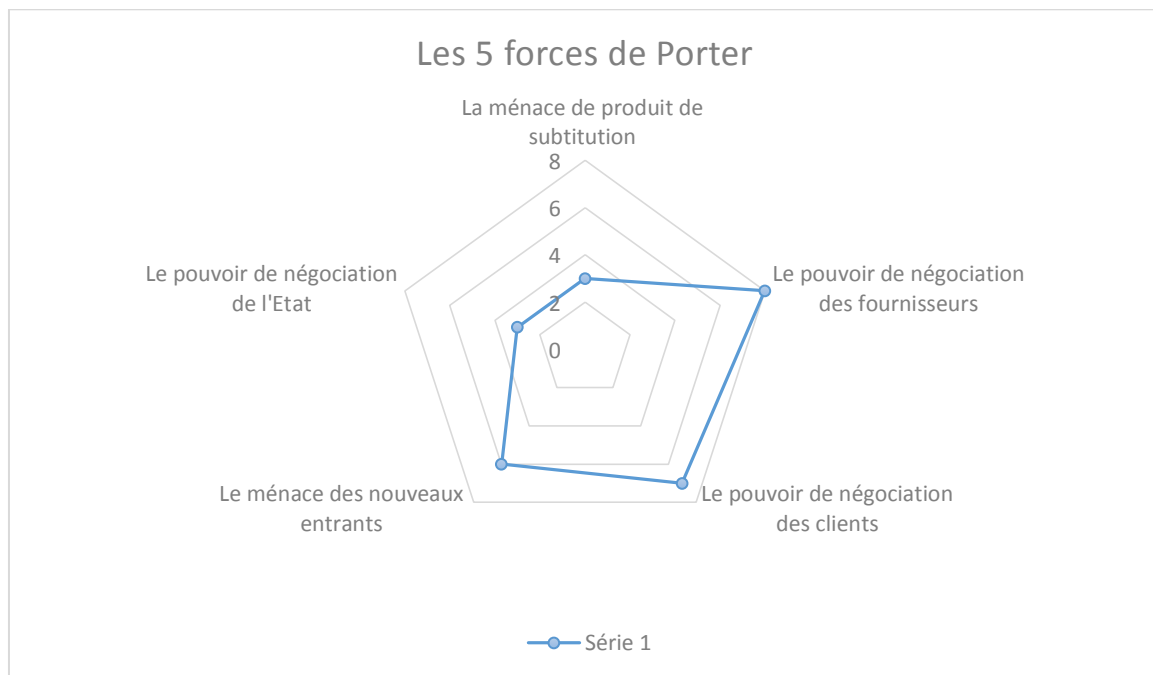 Les 5 forces de Porter
La ménace de produit de
subtitution
8
6
4
2
0
Le pouvoir de négociation
des fournisseurs
Le pouvoir de négociation
des clients
Le ménace des nouveaux
entrants
Le pouvoir de négociation
de l'Etat
Série 1